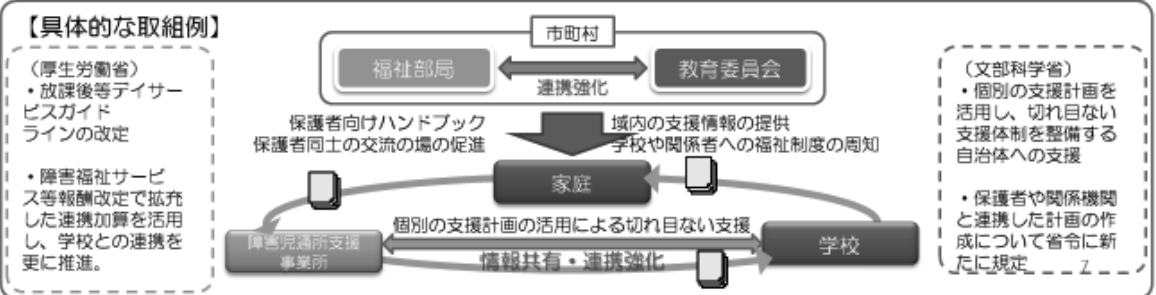 【具体的な取組例】
（厚生労働省）
・放課後等デイサー
ビスガイド
ラインの改定
・障害福祉サービ
ス等報酬改定で拡充
した連携加算を活用
し、学校との連携を
更に推進。
市町村
福祉部局
教育委員会
連携強化
保護者向けハンドブック
保護者同士の交流の場の促進
域内の支援情報の提供
学校や関係者への福祉制度の周知
家庭
個別の支援計画の活用による切れ目ない支援
障害児通所支援
事業所
学校
情報共有・連携強化
（文部科学省）
・個別の支援計画を
活用し、切れ目ない
支援体制を整備する
自治体への支援
・保護者や関係機関
と連携した計画の作
成について省令に新
たに規定
7